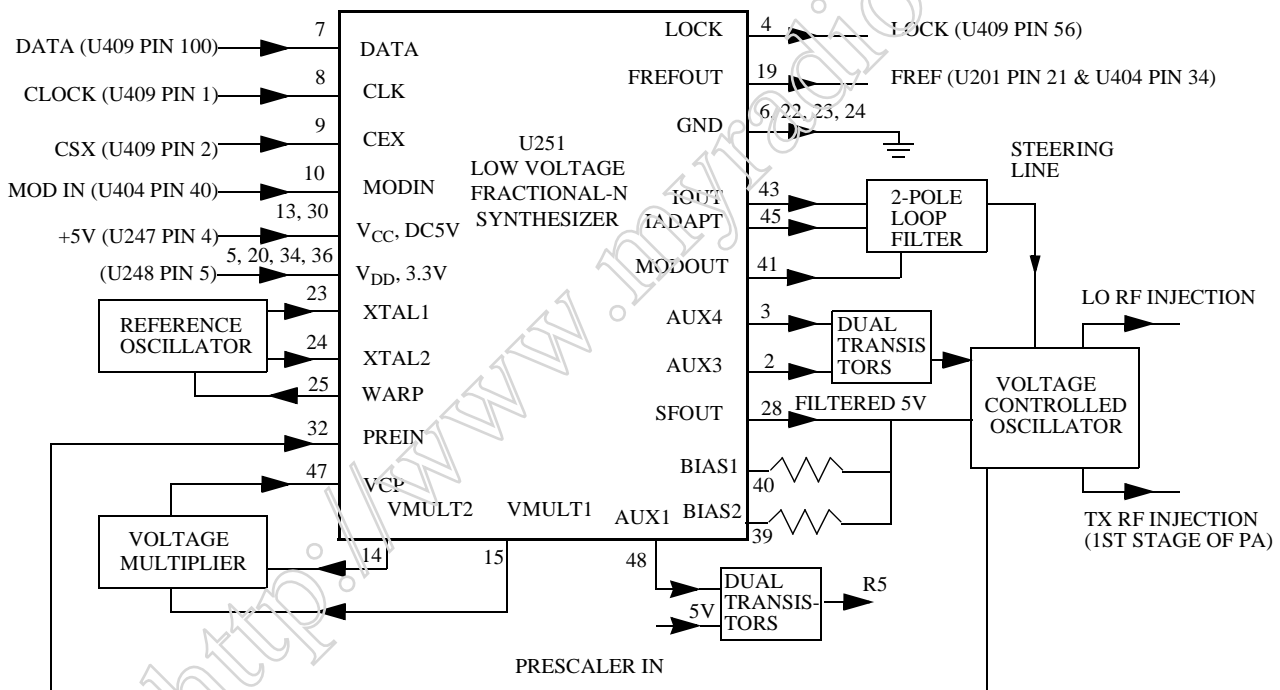 7
DATA (U409 PIN 100)
DATA
8
CLOCK (U409 PIN 1)
CLK
9
CSX (U409 PIN 2)
CEX
10
MOD IN (U404 PIN 40)
MODIN
13, 30
+5V (U247 PIN 4)
VCC, DC5V
5, 20, 34, 36
(U248 PIN 5)
VDD, 3.3V
23
XTAL1
REFERENCE
OSCILLATOR
24
XTAL2
25
WARP
32
PREIN
47
VCP
VOLTAGE
MULTIPLIER
VMULT2
14
VMULT1
15
AUX1
48
U251
LOW VOLTAGE
FRACTIONAL-N
SYNTHESIZER
LOCK
4
LOCK (U409 PIN 56)
FREFOUT
19
FREF (U201 PIN 21 & U404 PIN 34)
GND
6, 22, 23, 24
IOUT
43
IADAPT
45
2-POLE
LOOP
FILTER
STEERING
LINE
MODOUT
41
AUX4
3
AUX3
2
DUAL
TRANSIS
TORS
LO RF INJECTION
VOLTAGE
CONTROLLED
OSCILLATOR
SFOUT
28
FILTERED 5V
BIAS1
40
BIAS2
39
TX RF INJECTION
(1ST STAGE OF PA)
5V
DUAL
TRANSIS-
TORS
R5
PRESCALER IN
http://www.myradio